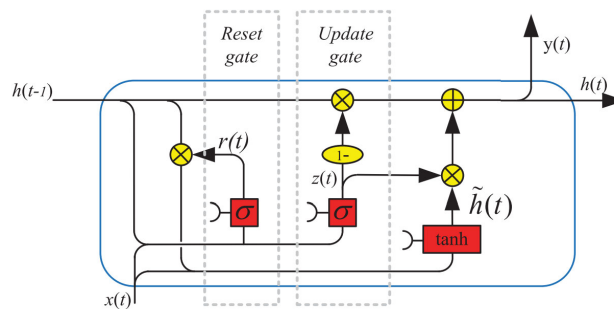 Reset
gate
Update
gate
y(t)
h(t-1)
h(t)
r(t)
1-
z(t)
σ
σ
h̃(t)
tanh
x(t)